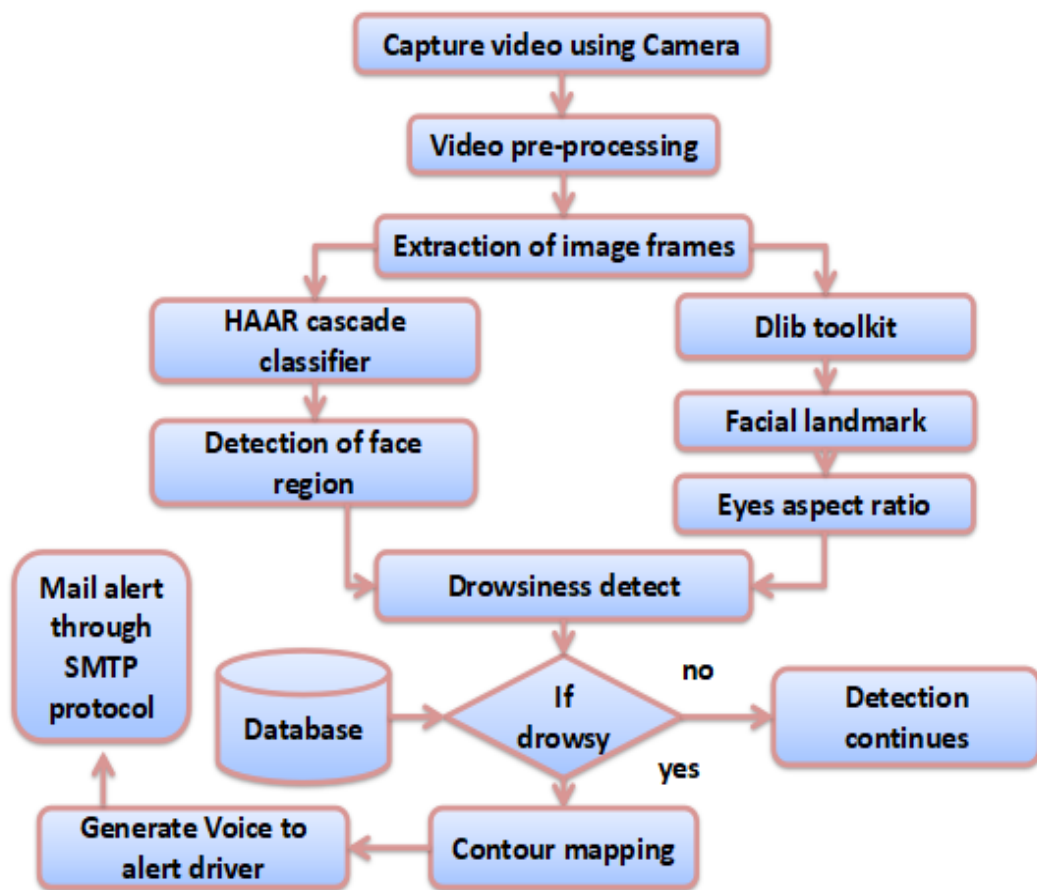 Capture video using Camera
Video pre-processing
Extraction of image frames
HAAR cascade
classifier
Detection of face
region
Dlib toolkit
Facial landmark
Eyes aspect ratio
Drowsiness detect
Database
If
drowsy
no
Detection
continues
yes
Contour mapping
Generate Voice to
alert driver
Mail alert
through
SMTP
protocol